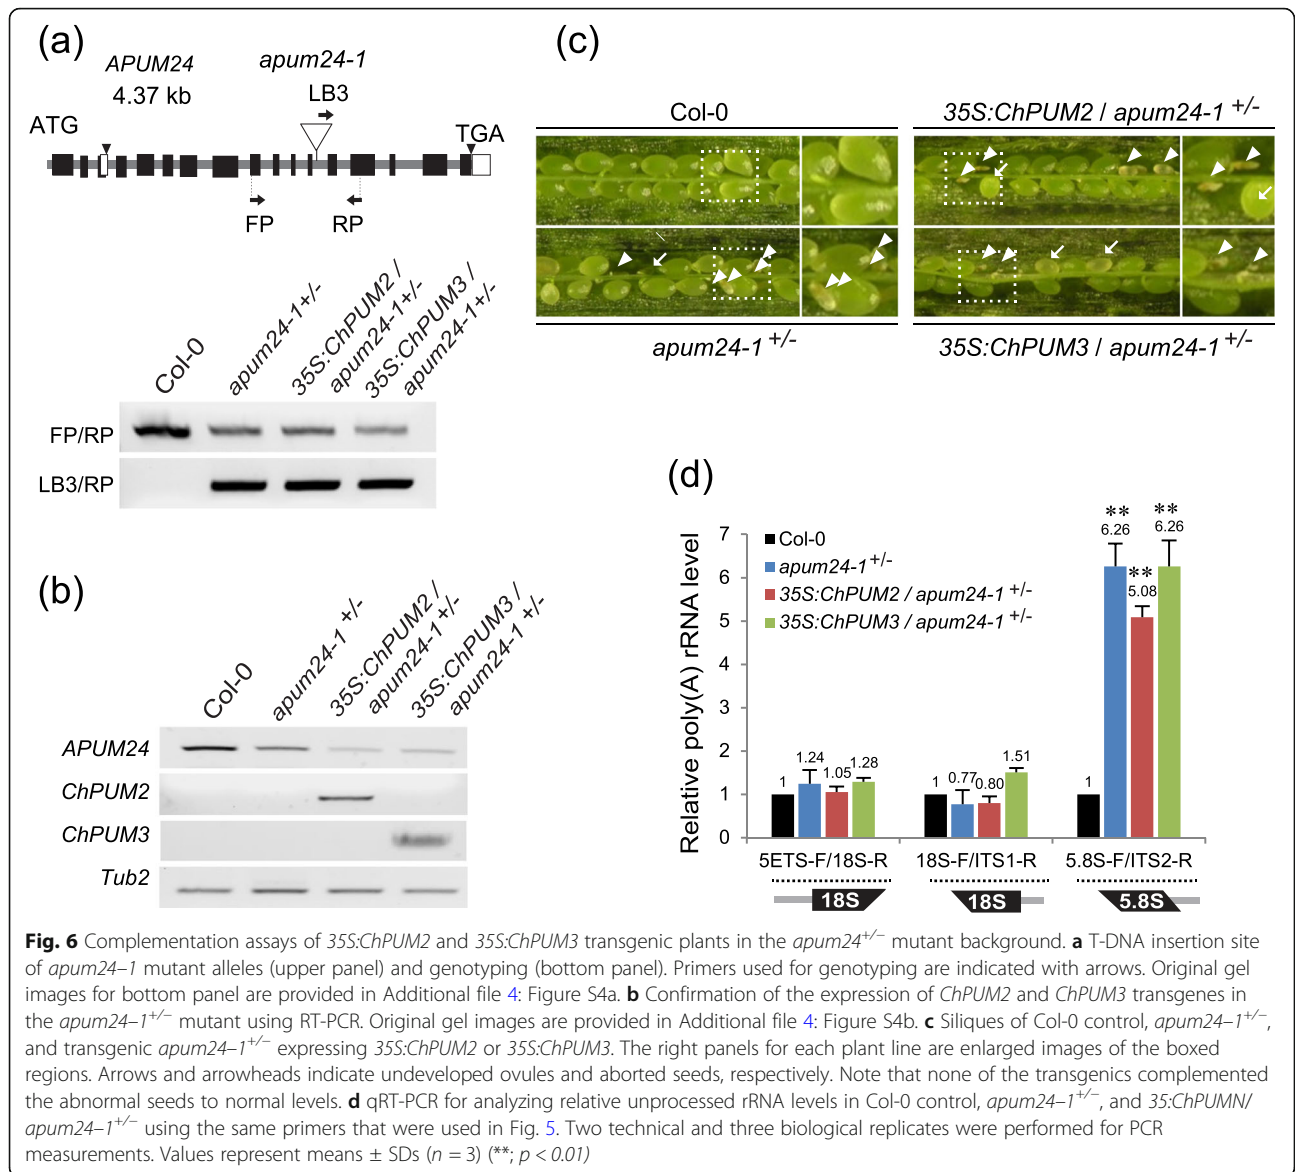 (a)
APUM24
4.37 kb
apum24-1
LB3
ATG
TGA
FP
RP
Col-0
apum24-1+/-
35S:ChPUM2 /
apum24-1+/-
35S:ChPUM3 /
apum24-1+/-
FP/RP
LB3/RP
(b)
Col-0
apum24-1 +/-
35S:ChPUM2 /
apum24-1 +/-
35S:ChPUM3 /
apum24-1 +/-
APUM24
ChPUM2
ChPUM3
Tub2
(c)
Col-0
35S:ChPUM2 / apum24-1 +/-
apum24-1 +/-
35S:ChPUM3 / apum24-1 +/-
(d)
Relative poly(A) rRNA level
7
6
5
4
3
2
1
0
Col-0
apum24-1 +/-
35S:ChPUM2 / apum24-1 +/-
35S:ChPUM3 / apum24-1 +/-
1
1.24
1.05
1.28
1
0.77
0.80
1.51
1
**
6.26
**
5.08
**
6.26
5ETS-F/18S-R
18S-F/ITS1-R
5.8S-F/ITS2-R
18S
18S
5.8S
Fig. 6 Complementation assays of 35S:ChPUM2 and 35S:ChPUM3 transgenic plants in the apum24+/− mutant background. a T-DNA insertion site
of apum24–1 mutant alleles (upper panel) and genotyping (bottom panel). Primers used for genotyping are indicated with arrows. Original gel
images for bottom panel are provided in Additional file 4: Figure S4a. b Confirmation of the expression of ChPUM2 and ChPUM3 transgenes in
the apum24–1+/− mutant using RT-PCR. Original gel images are provided in Additional file 4: Figure S4b. c Siliques of Col-0 control, apum24–1+/−,
and transgenic apum24–1+/− expressing 35S:ChPUM2 or 35S:ChPUM3. The right panels for each plant line are enlarged images of the boxed
regions. Arrows and arrowheads indicate undeveloped ovules and aborted seeds, respectively. Note that none of the transgenics complemented
the abnormal seeds to normal levels. d qRT-PCR for analyzing relative unprocessed rRNA levels in Col-0 control, apum24–1+/−, and 35:ChPUMN/
apum24–1+/− using the same primers that were used in Fig. 5. Two technical and three biological replicates were performed for PCR
measurements. Values represent means ± SDs (n = 3) (**; p < 0.01)